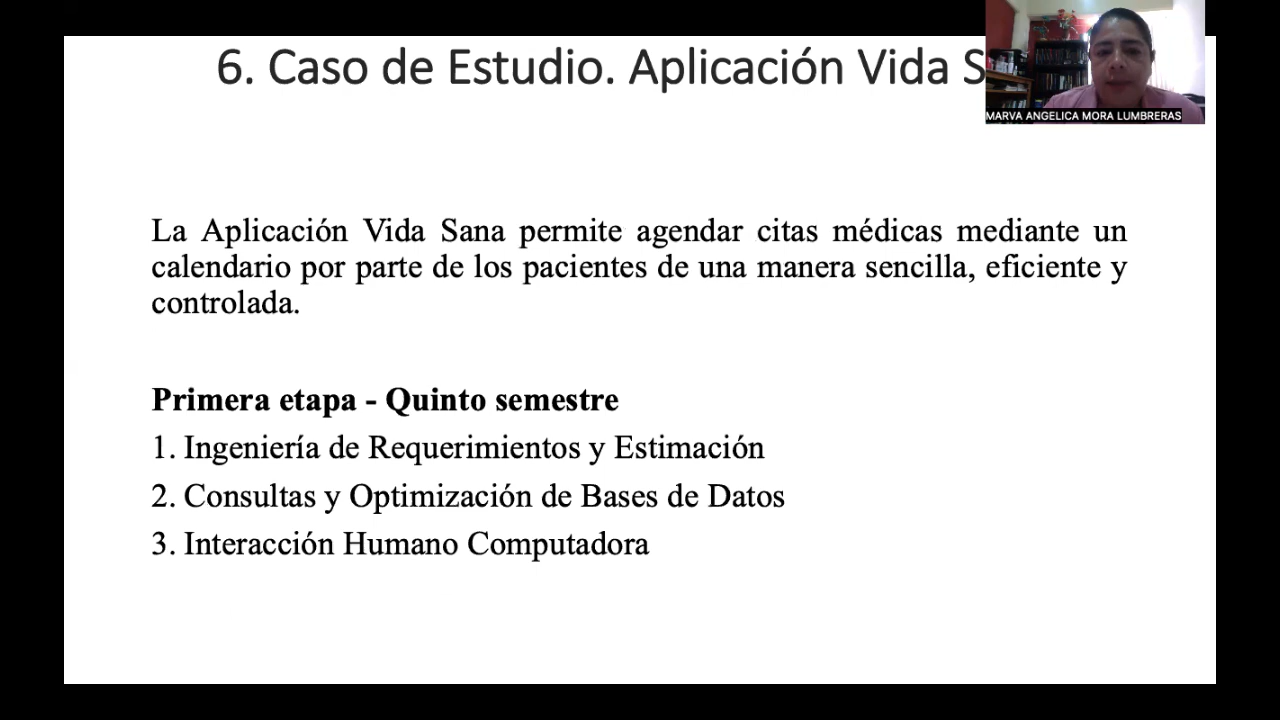 6. Caso de Estudio. Aplicación Vida S
MARVA ANGELICA MORA LUMBRERAS
La Aplicación Vida Sana permite agendar citas médicas mediante un
calendario por parte de los pacientes de una manera sencilla, eficiente y
controlada.
Primera etapa - Quinto semestre
1. Ingeniería de Requerimientos y Estimación
2. Consultas y Optimización de Bases de Datos
3. Interacción Humano Computadora